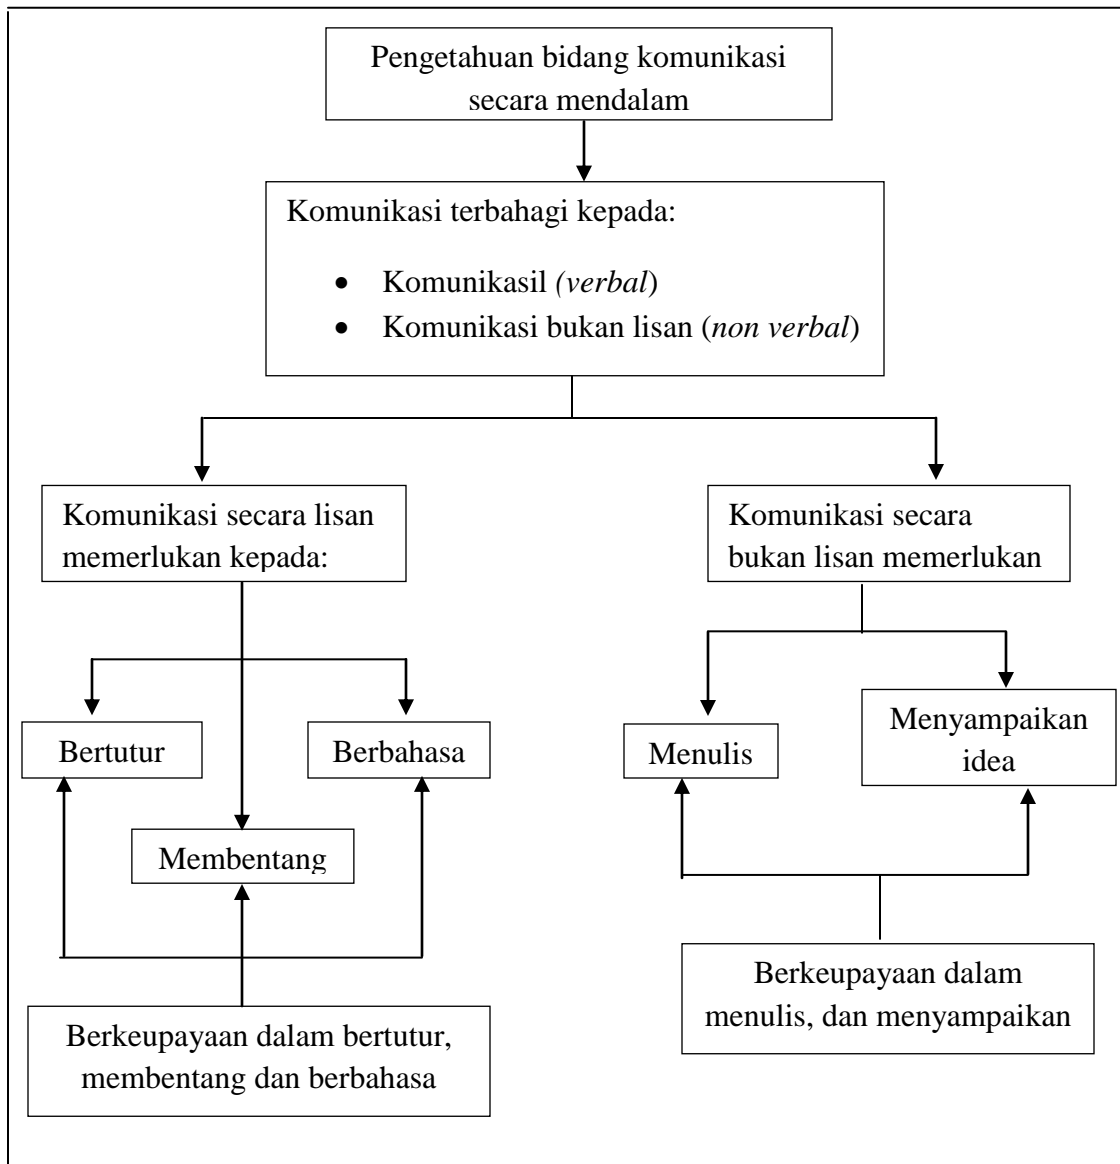 Pengetahuan bidang komunikasi
secara mendalam
Komunikasi terbahagi kepada:
• Komunikasil (verbal)
• Komunikasi bukan lisan (non verbal)
Komunikasi secara lisan
memerlukan kepada:
Komunikasi secara
bukan lisan memerlukan
Bertutur
Berbahasa
Membentang
Menulis
Menyampaikan
idea
Berkeupayaan dalam bertutur,
membentang dan berbahasa
Berkeupayaan dalam
menulis, dan menyampaikan